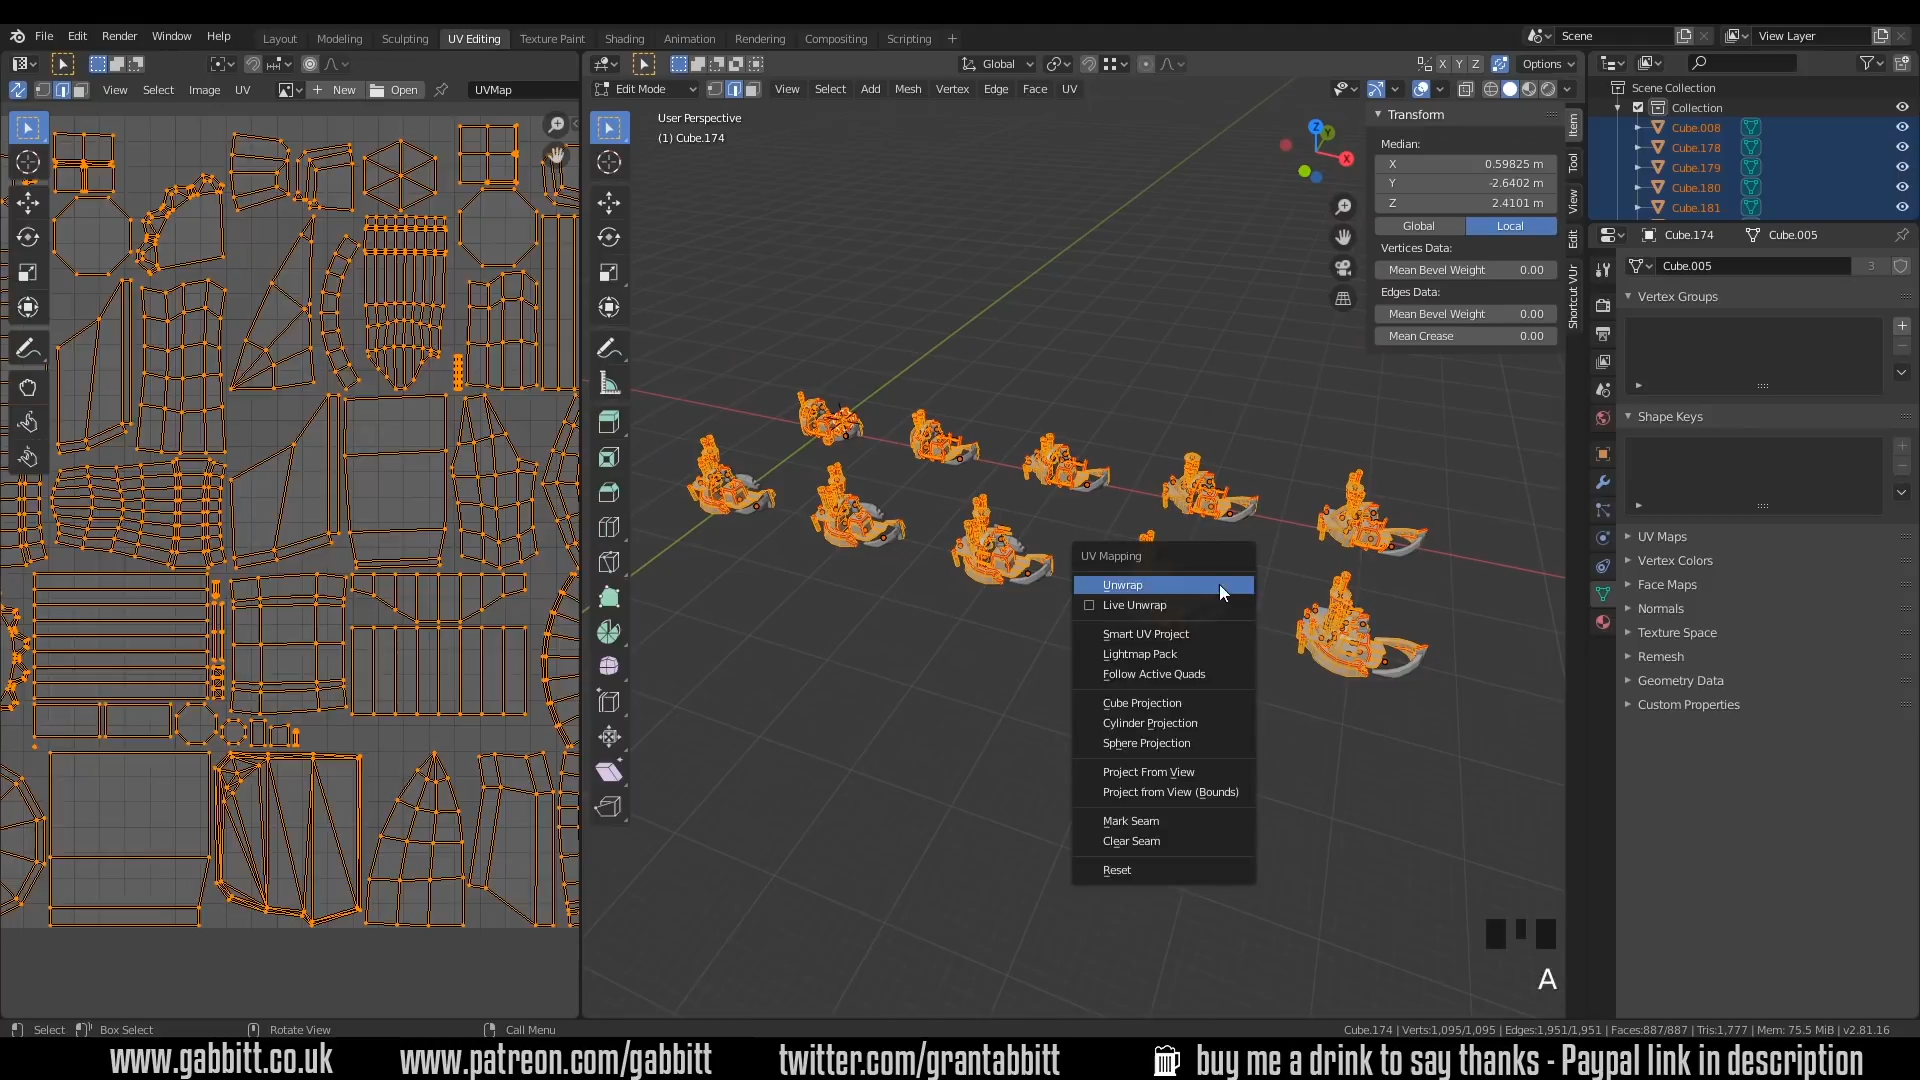 File Edit Render Window Help Layout Modeling Sculpting UV Editing Texture Paint Shading Animation Rendering Compositing Scripting + Scene View Layer
Global X Y Z Options
View Select Image UV New Open UVMap Edit Mode View Select Add Mesh Vertex Edge Face UV
User Perspective
(1) Cube.174
Z
Y
X
Transform
Median:
X 0.59825 m
Y -2.6402 m
Z 2.4101 m
Global Local
Vertices Data:
Mean Bevel Weight 0.00
Edges Data:
Mean Bevel Weight 0.00
Mean Crease 0.00
Item
Tool
View
Edit
Shortcut VUr
Scene Collection
Collection
Cube.008
Cube.178
Cube.179
Cube.180
Cube.181
Cube.174 Cube.005
Cube.005 3
Vertex Groups
Shape Keys
UV Maps
Vertex Colors
Face Maps
Normals
Texture Space
Remesh
Geometry Data
Custom Properties
UV Mapping
Unwrap
Live Unwrap
Smart UV Project
Lightmap Pack
Follow Active Quads
Cube Projection
Cylinder Projection
Sphere Projection
Project From View
Project from View (Bounds)
Mark Seam
Clear Seam
Reset
A
Select Box Select Rotate View Call Menu Cube.174 | Verts:1,095/1,095 | Edges:1,951/1,951 | Faces:887/887 | Tris:1,777 | Mem: 75.5 MiB | v2.81.16
www.gabbitt.co.uk www.patreon.com/gabbitt twitter.com/grantabbitt buy me a drink to say thanks - Paypal link in description